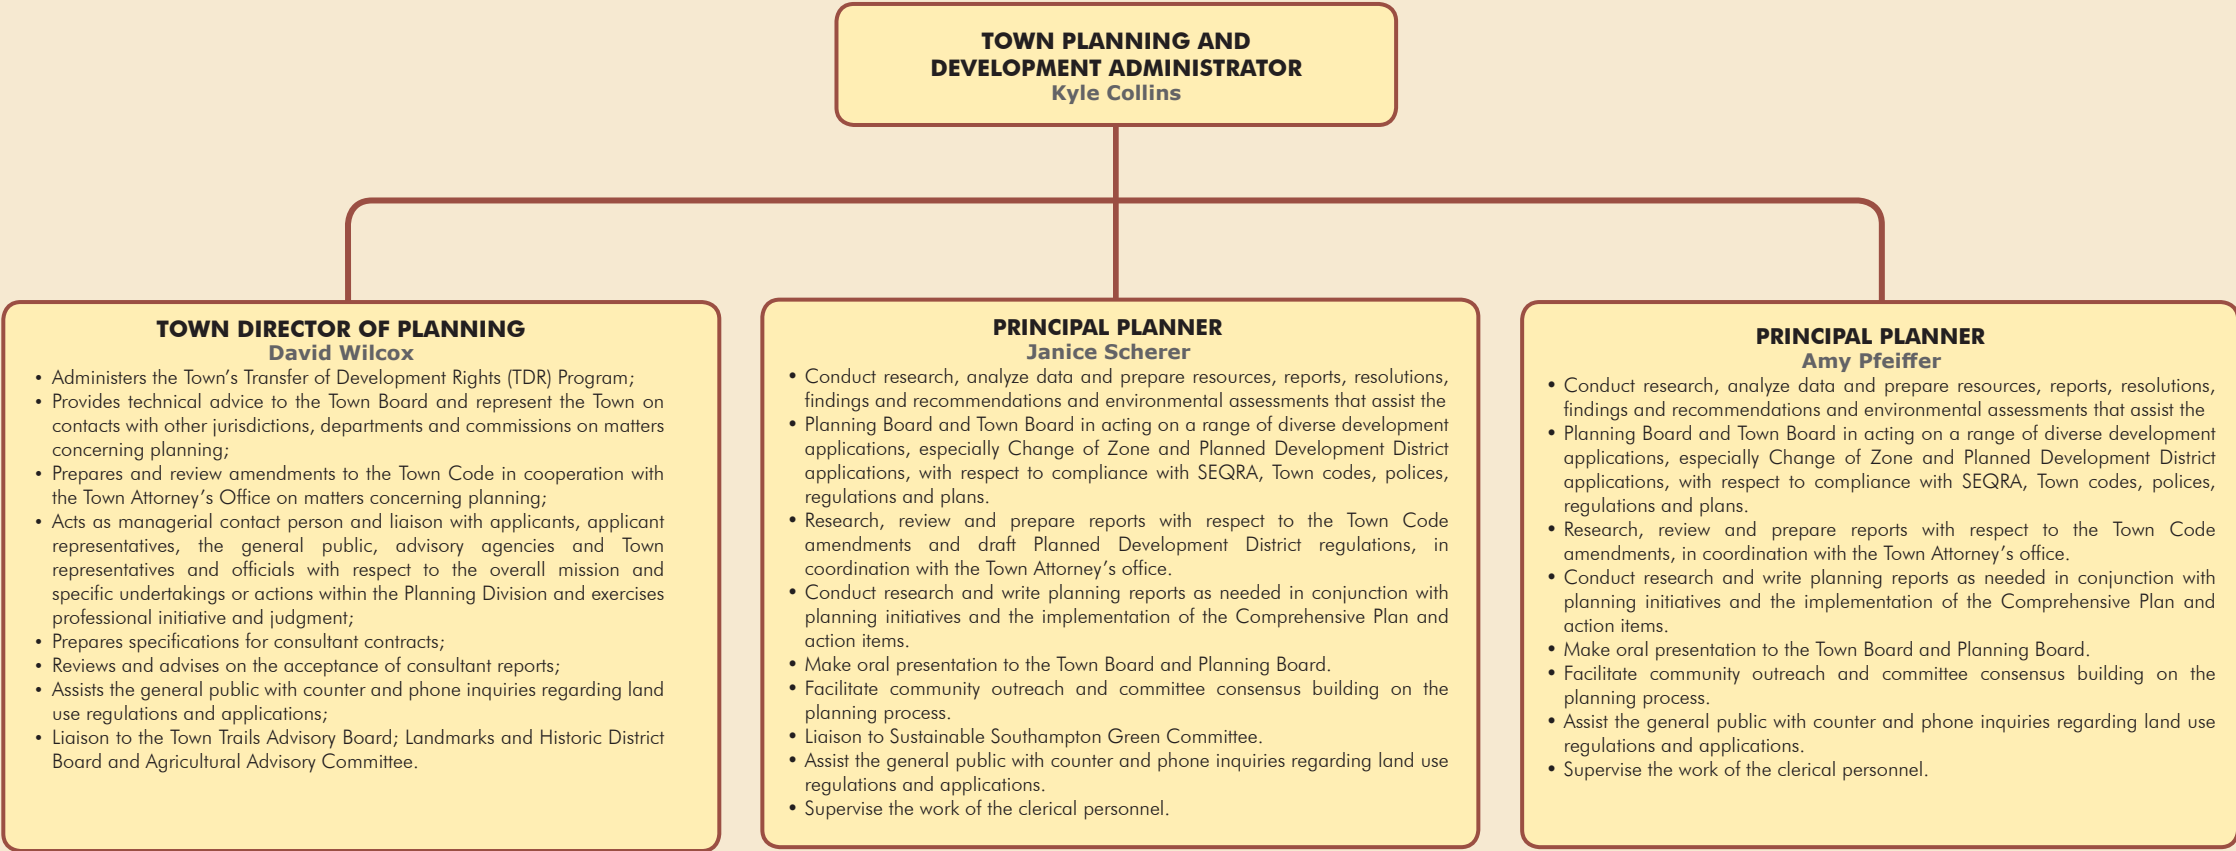 TOWN PLANNING AND
DEVELOPMENT ADMINISTRATOR
Kyle Collins
TOWN DIRECTOR OF PLANNING
David Wilcox
• Administers the Town's Transfer of Development Rights (TDR) Program;
• Provides technical advice to the Town Board and represent the Town on
contacts with other jurisdictions, departments and commissions on matters
concerning planning;
• Prepares and review amendments to the Town Code in cooperation with
the Town Attorney's Office on matters concerning planning;
• Acts as managerial contact person and liaison with applicants, applicant
representatives, the general public, advisory agencies and Town
representatives and officials with respect to the overall mission and
specific undertakings or actions within the Planning Division and exercises
professional initiative and judgment;
• Prepares specifications for consultant contracts;
• Reviews and advises on the acceptance of consultant reports;
• Assists the general public with counter and phone inquiries regarding land
use regulations and applications;
• Liaison to the Town Trails Advisory Board; Landmarks and Historic District
Board and Agricultural Advisory Committee.
PRINCIPAL PLANNER
Janice Scherer
• Conduct research, analyze data and prepare resources, reports, resolutions,
findings and recommendations and environmental assessments that assist the
• Planning Board and Town Board in acting on a range of diverse development
applications, especially Change of Zone and Planned Development District
applications, with respect to compliance with SEQRA, Town codes, polices,
regulations and plans.
• Research, review and prepare reports with respect to the Town Code
amendments and draft Planned Development District regulations, in
coordination with the Town Attorney's office.
• Conduct research and write planning reports as needed in conjunction with
planning initiatives and the implementation of the Comprehensive Plan and
action items.
• Make oral presentation to the Town Board and Planning Board.
• Facilitate community outreach and committee consensus building on the
planning process.
• Liaison to Sustainable Southampton Green Committee.
• Assist the general public with counter and phone inquiries regarding land use
regulations and applications.
• Supervise the work of the clerical personnel.
PRINCIPAL PLANNER
Amy Pfeiffer
• Conduct research, analyze data and prepare resources, reports, resolutions,
findings and recommendations and environmental assessments that assist the
• Planning Board and Town Board in acting on a range of diverse development
applications, especially Change of Zone and Planned Development District
applications, with respect to compliance with SEQRA, Town codes, polices,
regulations and plans.
• Research, review and prepare reports with respect to the Town Code
amendments, in coordination with the Town Attorney's office.
• Conduct research and write planning reports as needed in conjunction with
planning initiatives and the implementation of the Comprehensive Plan and
action items.
• Make oral presentation to the Town Board and Planning Board.
• Facilitate community outreach and committee consensus building on the
planning process.
• Assist the general public with counter and phone inquiries regarding land use
regulations and applications.
• Supervise the work of the clerical personnel.